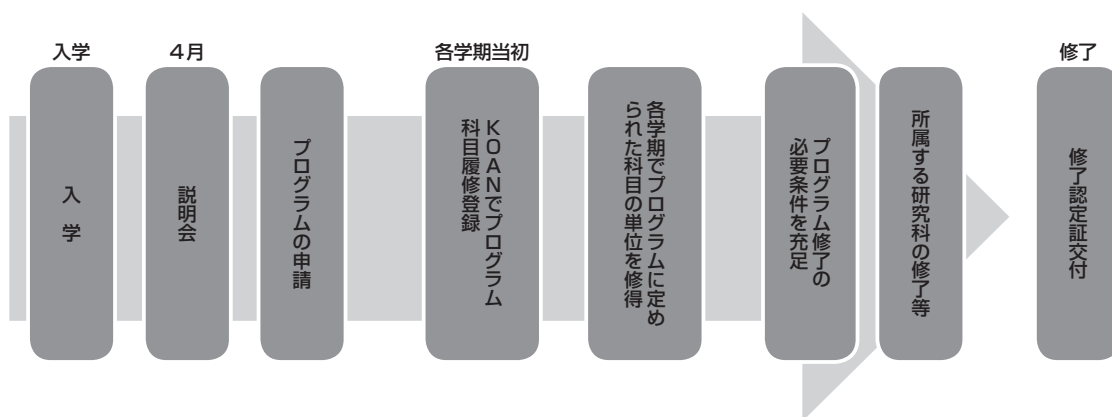 入学
4月
各学期当初
修了
入学
説明会
プログラムの申請
KOANでプログラム
科目履修登録
各学期でプログラムに定め
られた科目の単位を修得
プログラム修了の
必要条件を充足
所属する研究科の修了等
修了認定証交付